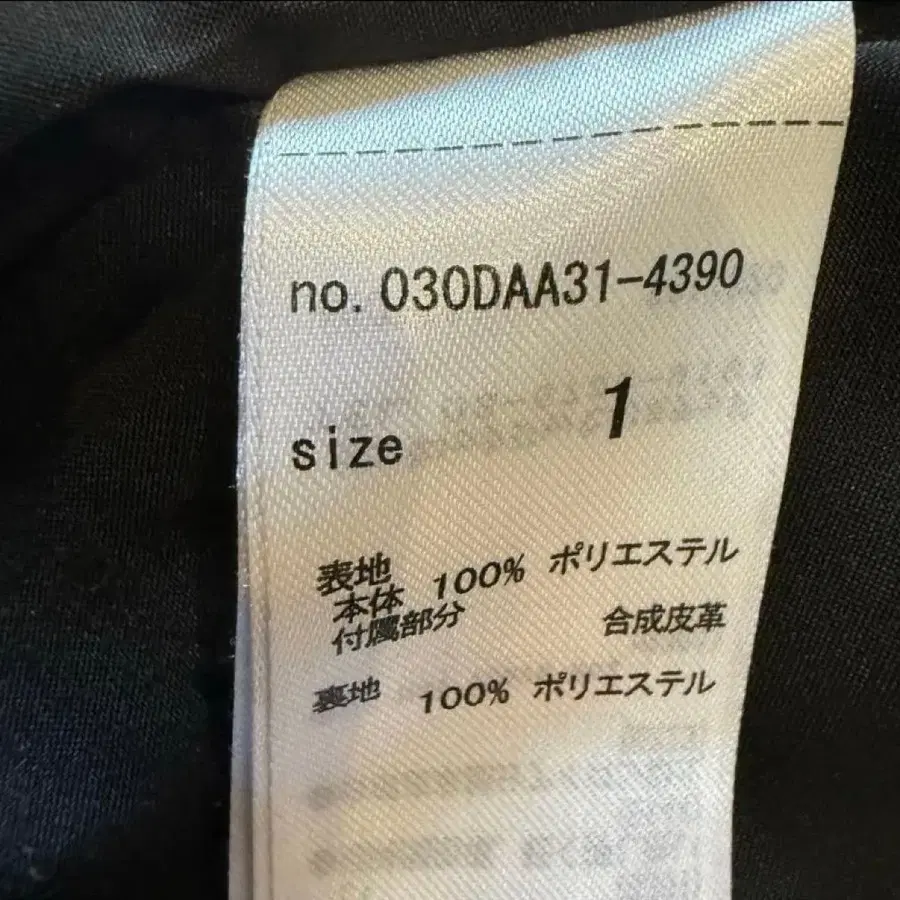 no. 030DAA31-4390
size 1
表地
本体 100% ポリエステル
付属部分 合成皮革
裏地 100% ポリエステル